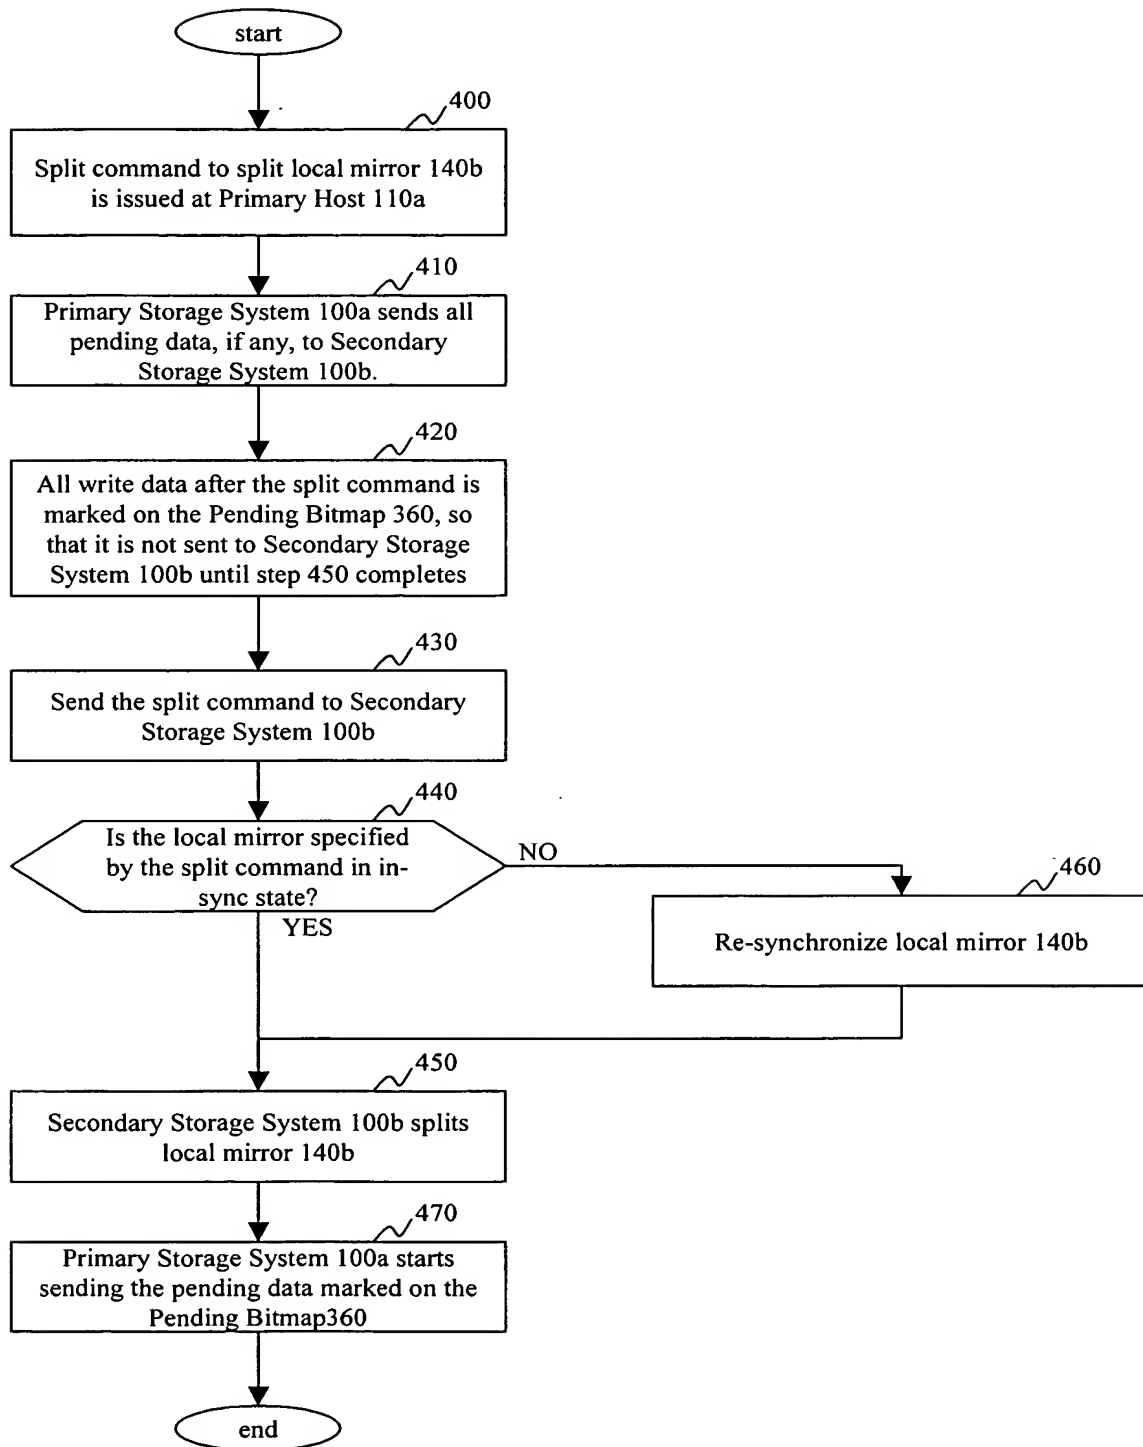 start
400
Split command to split local mirror 140b
is issued at Primary Host 110a
410
Primary Storage System 100a sends all
pending data, if any, to Secondary
Storage System 100b.
420
All write data after the split command is
marked on the Pending Bitmap 360, so
that it is not sent to Secondary Storage
System 100b until step 450 completes
430
Send the split command to Secondary
Storage System 100b
440
Is the local mirror specified
by the split command in in-
sync state?
NO
YES
460
Re-synchronize local mirror 140b
450
Secondary Storage System 100b splits
local mirror 140b
470
Primary Storage System 100a starts
sending the pending data marked on the
Pending Bitmap360
end